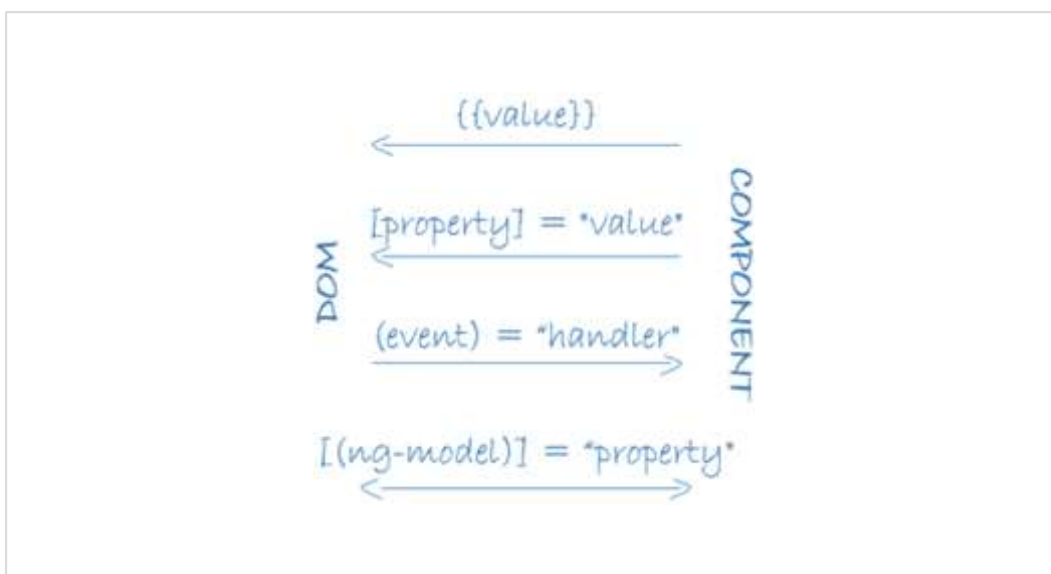 {{value}}
[property] = "value"
(event) = "handler"
[(ng-model)] = "property"
DOM
COMPONENT